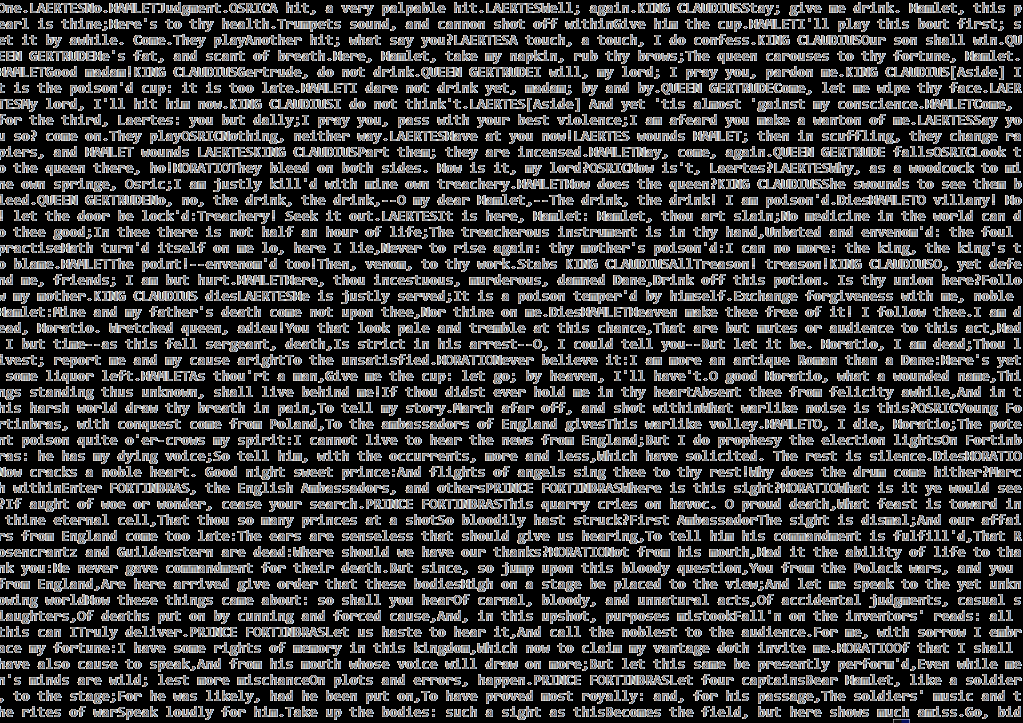 One.LAERTESNo.HAMLETJudgment.OSRICA hit, a very palpable hit.LAERTESWell; again.KING CLAUDIUSStay; give me drink. Hamlet, this p
earl is thine;Here's to thy health.Trumpets sound, and cannon shot off withinGive him the cup.HAMLETI'll play this bout first; s
et it by awhile. Come.They playAnother hit; what say you?LAERTESA touch, a touch, I do confess.KING CLAUDIUSOur son shall win.QU
EEN GERTRUDEHe's fat, and scant of breath.Here, Hamlet, take my napkin, rub thy brows;The queen carouses to thy fortune, Hamlet.
HAMLETGood madam!KING CLAUDIUSGertrude, do not drink.QUEEN GERTRUDEI will, my lord; I pray you, pardon me.KING CLAUDIUS[Aside] I
t is the poison'd cup: it is too late.HAMLETI dare not drink yet, madam; by and by.QUEEN GERTRUDECome, let me wipe thy face.LAER
TESMy lord, I'll hit him now.KING CLAUDIUSI do not think't.LAERTES[Aside] And yet 'tis almost 'gainst my conscience.HAMLETCome,
for the third, Laertes: you but dally;I pray you, pass with your best violence;I am afeard you make a wanton of me.LAERTESSay yo
u so? come on.They playOSRICNothing, neither way.LAERTESHave at you now!LAERTES wounds HAMLET; then in scuffling, they change ra
piers, and HAMLET wounds LAERTESKING CLAUDIUSPart them; they are incensed.HAMLETNay, come, again.QUEEN GERTRUDE fallsOSRICLook t
o the queen there, ho!HORATIOThey bleed on both sides. How is it, my lord?OSRICHow is't, Laertes?LAERTESWhy, as a woodcock to mi
ne own springe, Osric;I am justly kill'd with mine own treachery.HAMLETHow does the queen?KING CLAUDIUSShe swounds to see them b
leed.QUEEN GERTRUDENo, no, the drink, the drink,--O my dear Hamlet,--The drink, the drink! I am poison'd.DiesHAMLETO villany! Ho
! let the door be lock'd:Treachery! Seek it out.LAERTESIt is here, Hamlet: Hamlet, thou art slain;No medicine in the world can d
o thee good;In thee there is not half an hour of life;The treacherous instrument is in thy hand,Unbated and envenom'd: the foul
practiseHath turn'd itself on me lo, here I lie,Never to rise again: thy mother's poison'd:I can no more: the king, the king's t
o blame.HAMLETThe point!--envenom'd too!Then, venom, to thy work.Stabs KING CLAUDIUSAllTreason! treason!KING CLAUDIUSO, yet defe
nd me, friends; I am but hurt.HAMLETHere, thou incestuous, murderous, damned Dane,Drink off this potion. Is thy union here?Follo
w my mother.KING CLAUDIUS diesLAERTESHe is justly served;It is a poison temper'd by himself.Exchange forgiveness with me, noble
Hamlet:Mine and my father's death come not upon thee,Nor thine on me.DiesHAMLETHeaven make thee free of it! I follow thee.I am d
ead, Horatio. Wretched queen, adieu!You that look pale and tremble at this chance,That are but mutes or audience to this act,Had
 I but time--as this fell sergeant, death,Is strict in his arrest--O, I could tell you--But let it be. Horatio, I am dead;Thou l
ivest; report me and my cause arightTo the unsatisfied.HORATIONever believe it:I am more an antique Roman than a Dane:Here's yet
 some liquor left.HAMLETAs thou'rt a man,Give me the cup: let go; by heaven, I'll have't.O good Horatio, what a wounded name,Thi
ngs standing thus unknown, shall live behind me!If thou didst ever hold me in thy heartAbsent thee from felicity awhile,And in t
his harsh world draw thy breath in pain,To tell my story.March afar off, and shot withinWhat warlike noise is this?OSRICYoung Fo
rtinbras, with conquest come from Poland,To the ambassadors of England givesThis warlike volley.HAMLETO, I die, Horatio;The pote
nt poison quite o'er-crows my spirit:I cannot live to hear the news from England;But I do prophesy the election lightsOn Fortinb
ras: he has my dying voice;So tell him, with the occurrents, more and less,Which have solicited. The rest is silence.DiesHORATIO
Now cracks a noble heart. Good night sweet prince:And flights of angels sing thee to thy rest!Why does the drum come hither?Marc
h withinEnter FORTINBRAS, the English Ambassadors, and othersPRINCE FORTINBRASWhere is this sight?HORATIOWhat is it ye would see
?If aught of woe or wonder, cease your search.PRINCE FORTINBRASThis quarry cries on havoc. O proud death,What feast is toward in
 thine eternal cell,That thou so many princes at a shotSo bloodily hast struck?First AmbassadorThe sight is dismal;And our affai
rs from England come too late:The ears are senseless that should give us hearing,To tell him his commandment is fulfill'd,That R
osencrantz and Guildenstern are dead:Where should we have our thanks?HORATIONot from his mouth,Had it the ability of life to tha
nk you:He never gave commandment for their death.But since, so jump upon this bloody question,You from the Polack wars, and you
from England,Are here arrived give order that these bodiesHigh on a stage be placed to the view;And let me speak to the yet unkn
owing worldHow these things came about: so shall you hearOf carnal, bloody, and unnatural acts,Of accidental judgments, casual s
laughters,Of deaths put on by cunning and forced cause,And, in this upshot, purposes mistookFall'n on the inventors' reads: all
this can ITruly deliver.PRINCE FORTINBRASLet us haste to hear it,And call the noblest to the audience.For me, with sorrow I embr
ace my fortune:I have some rights of memory in this kingdom,Which now to claim my vantage doth invite me.HORATIOOf that I shall
have also cause to speak,And from his mouth whose voice will draw on more;But let this same be presently perform'd,Even while me
n's minds are wild; lest more mischanceOn plots and errors, happen.PRINCE FORTINBRASLet four captainsBear Hamlet, like a soldier
, to the stage;For he was likely, had he been put on,To have proved most royally: and, for his passage,The soldiers' music and t
he rites of warSpeak loudly for him.Take up the bodies: such a sight as thisBecomes the field, but here shows much amiss.Go, bid